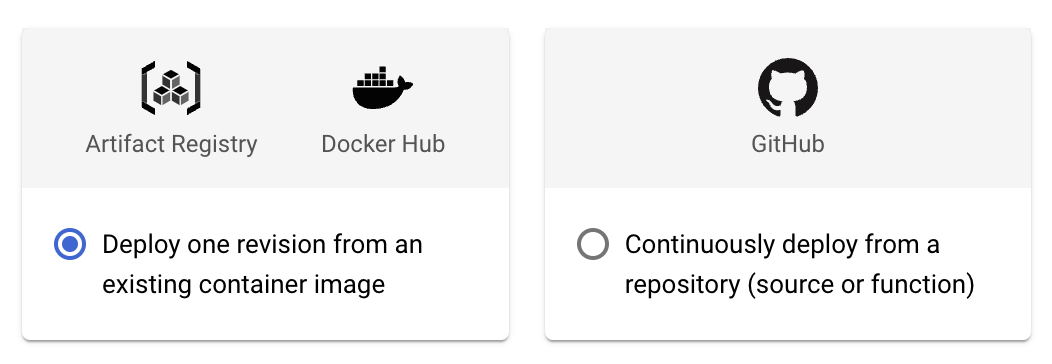 Artifact Registry
Docker Hub
Deploy one revision from an
existing container image
GitHub
Continuously deploy from a
repository (source or function)